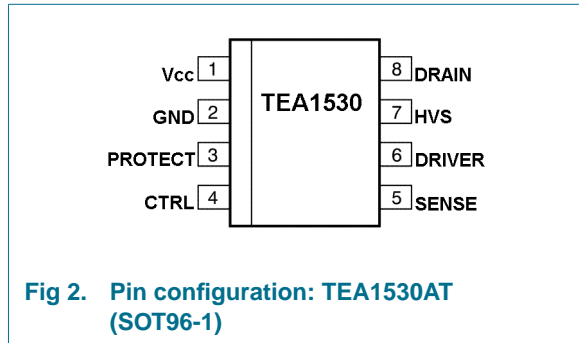 Vcc 1 8 DRAIN
TEA1530
GND 2 7 HVS
PROTECT 3 6 DRIVER
CTRL 4 5 SENSE
Fig 2. Pin configuration: TEA1530AT
(SOT96-1)